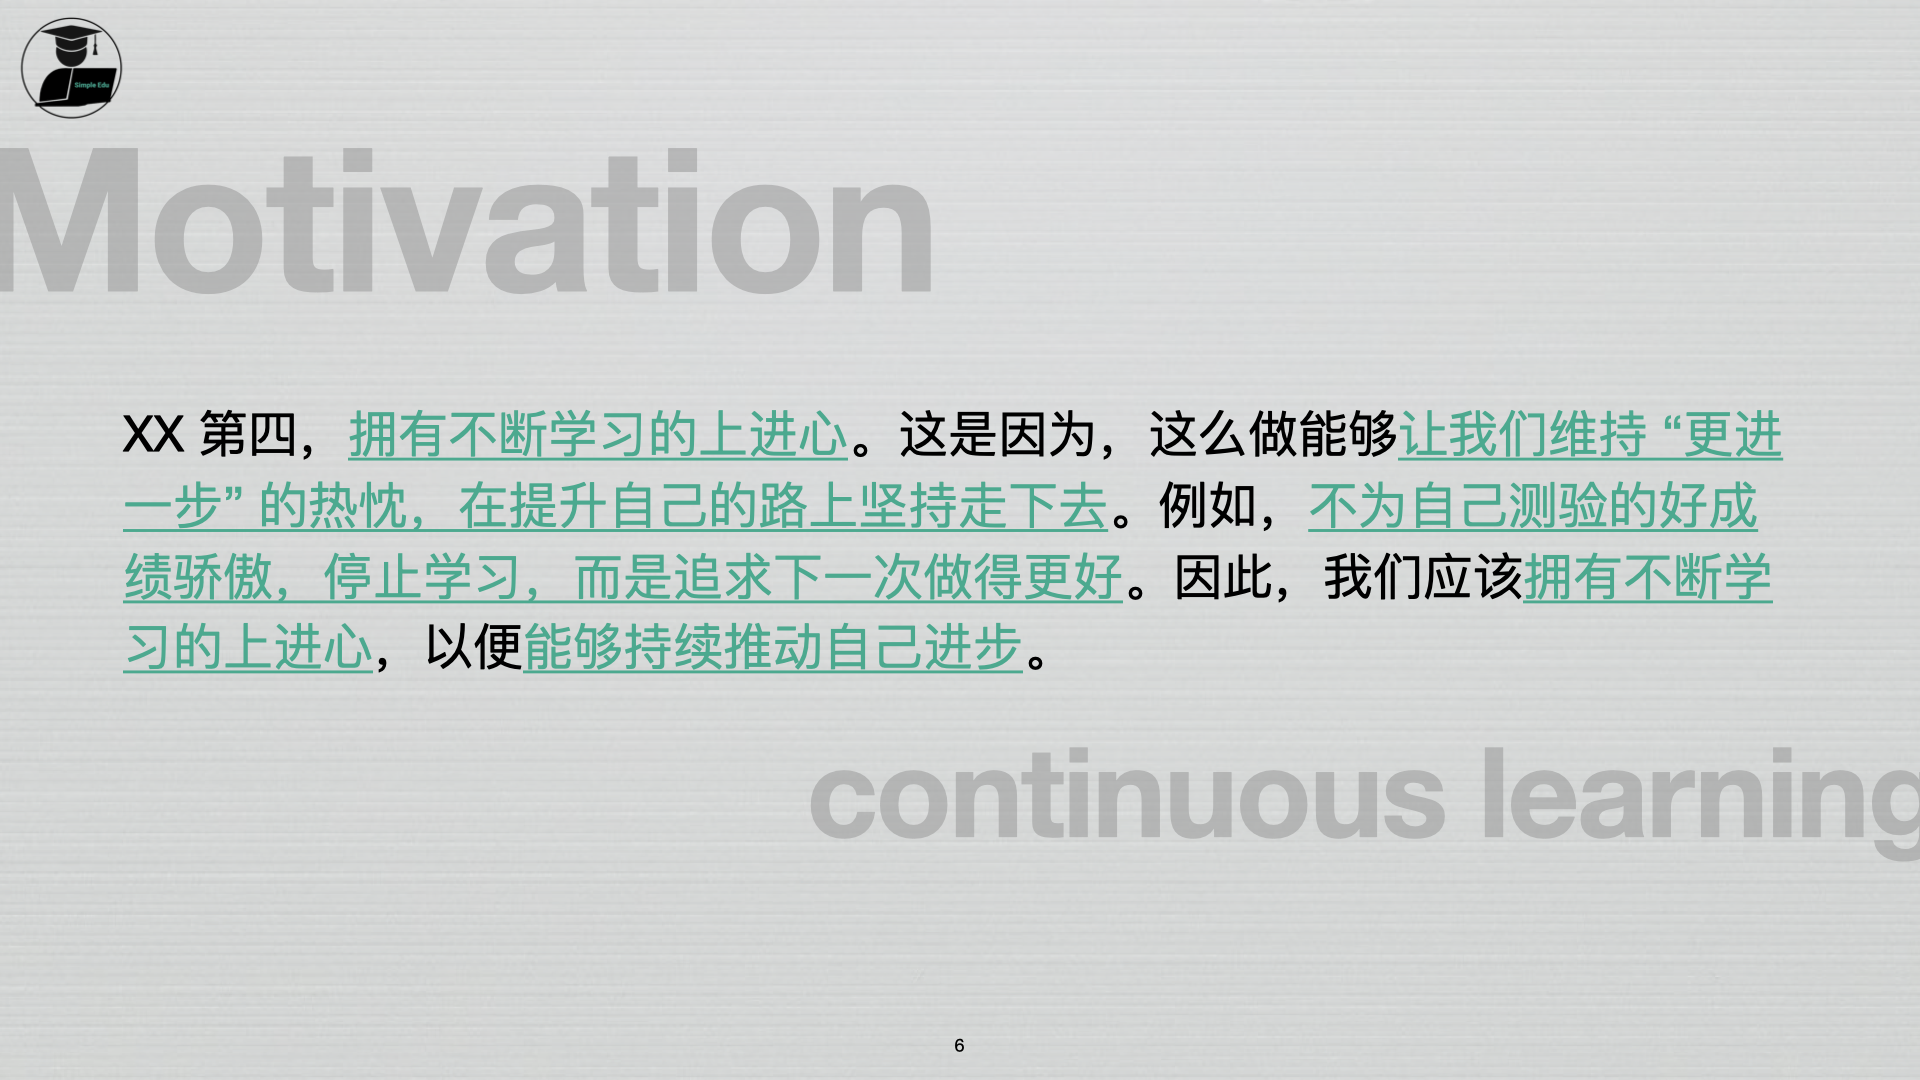 Simple Edu
Motivation
XX 第四，拥有不断学习的上进心。这是因为，这么做能够让我们维持 “更进
一步” 的热忱，在提升自己的路上坚持走下去。例如，不为自己测验的好成
绩骄傲，停止学习，而是追求下一次做得更好。因此，我们应该拥有不断学
习的上进心，以便能够持续推动自己进步。
continuous learning
6